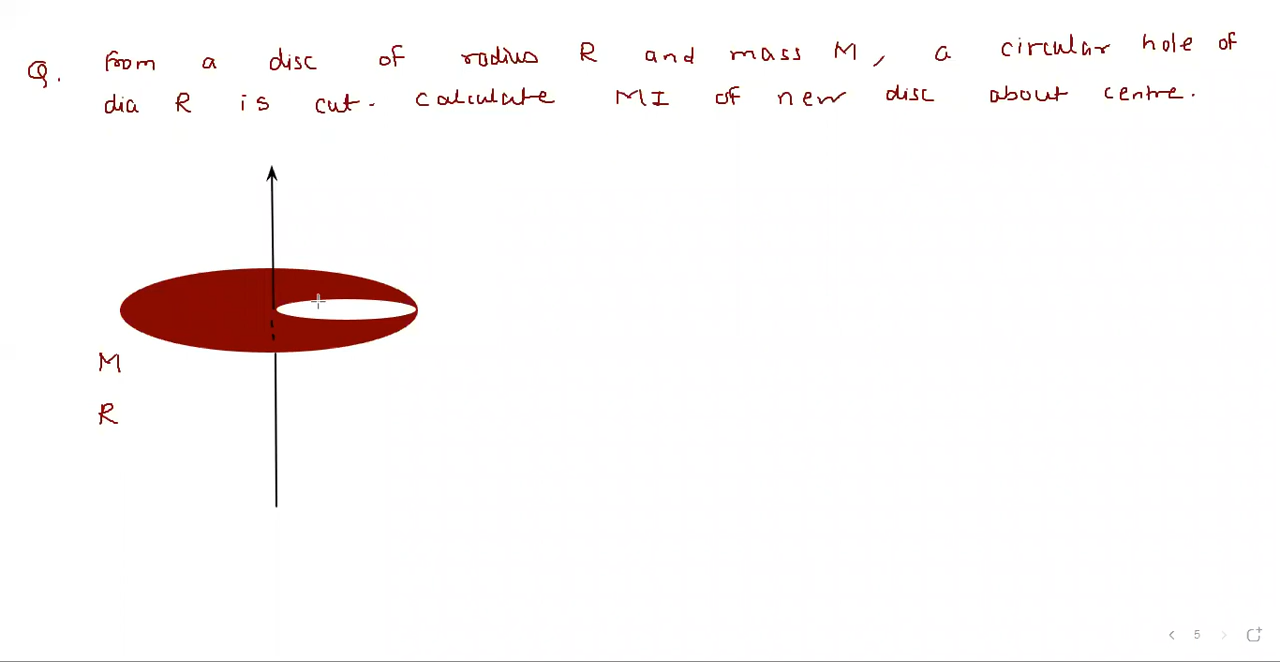 Q. From a disc of radius R and mass M, a circular hole of
dia R is cut. Calculate MI of new disc about centre.
M
R
5